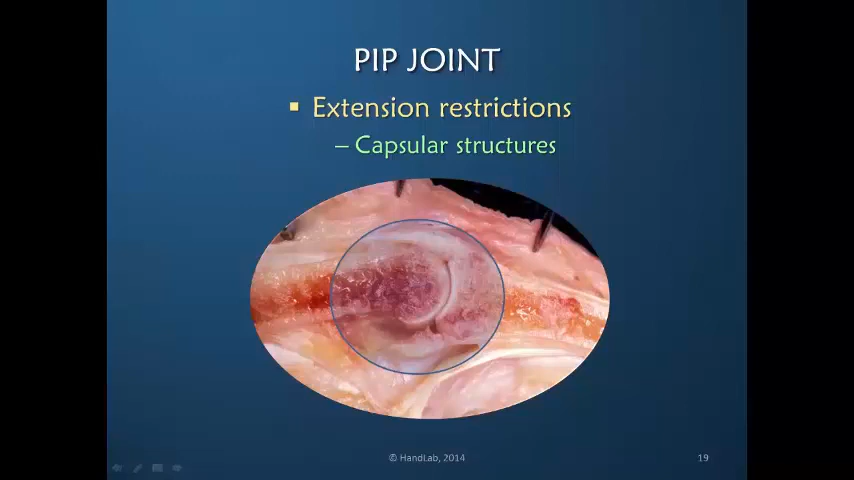 PIP JOINT
▪ Extension restrictions
– Capsular structures
© HandLab, 2014
19